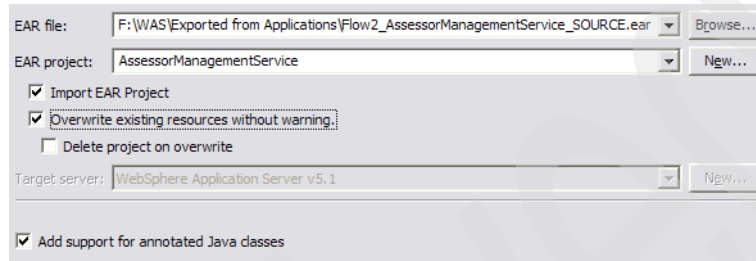 EAR file: F:\WAS\Exported from Applications\Flow2_AssessorManagementService_SOURCE.ear Browse...
EAR project: AssessorManagementService New...
Import EAR Project
Overwrite existing resources without warning.
Delete project on overwrite
Target server: WebSphere Application Server v5.1 New...
Add support for annotated Java classes